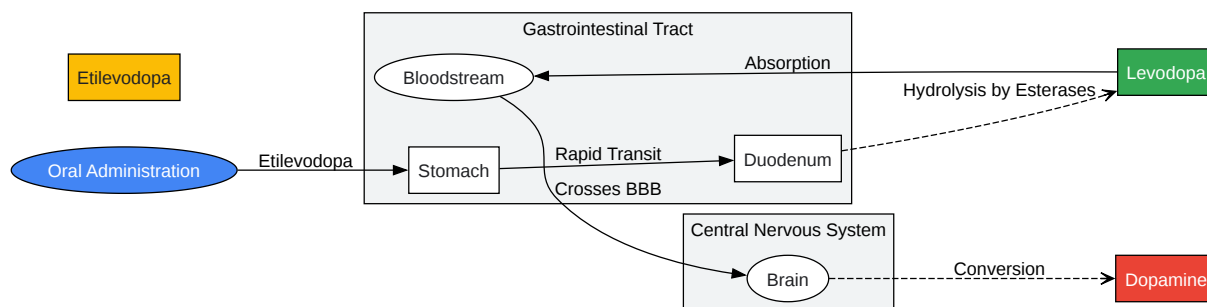 Gastrointestinal Tract
Etilevodopa
Bloodstream
Absorption
Levodopa
Hydrolysis by Esterases
Oral Administration
Etilevodopa
Stomach
Rapid Transit
Duodenum
Crosses BBB
Central Nervous System
Brain
Conversion
Dopamine